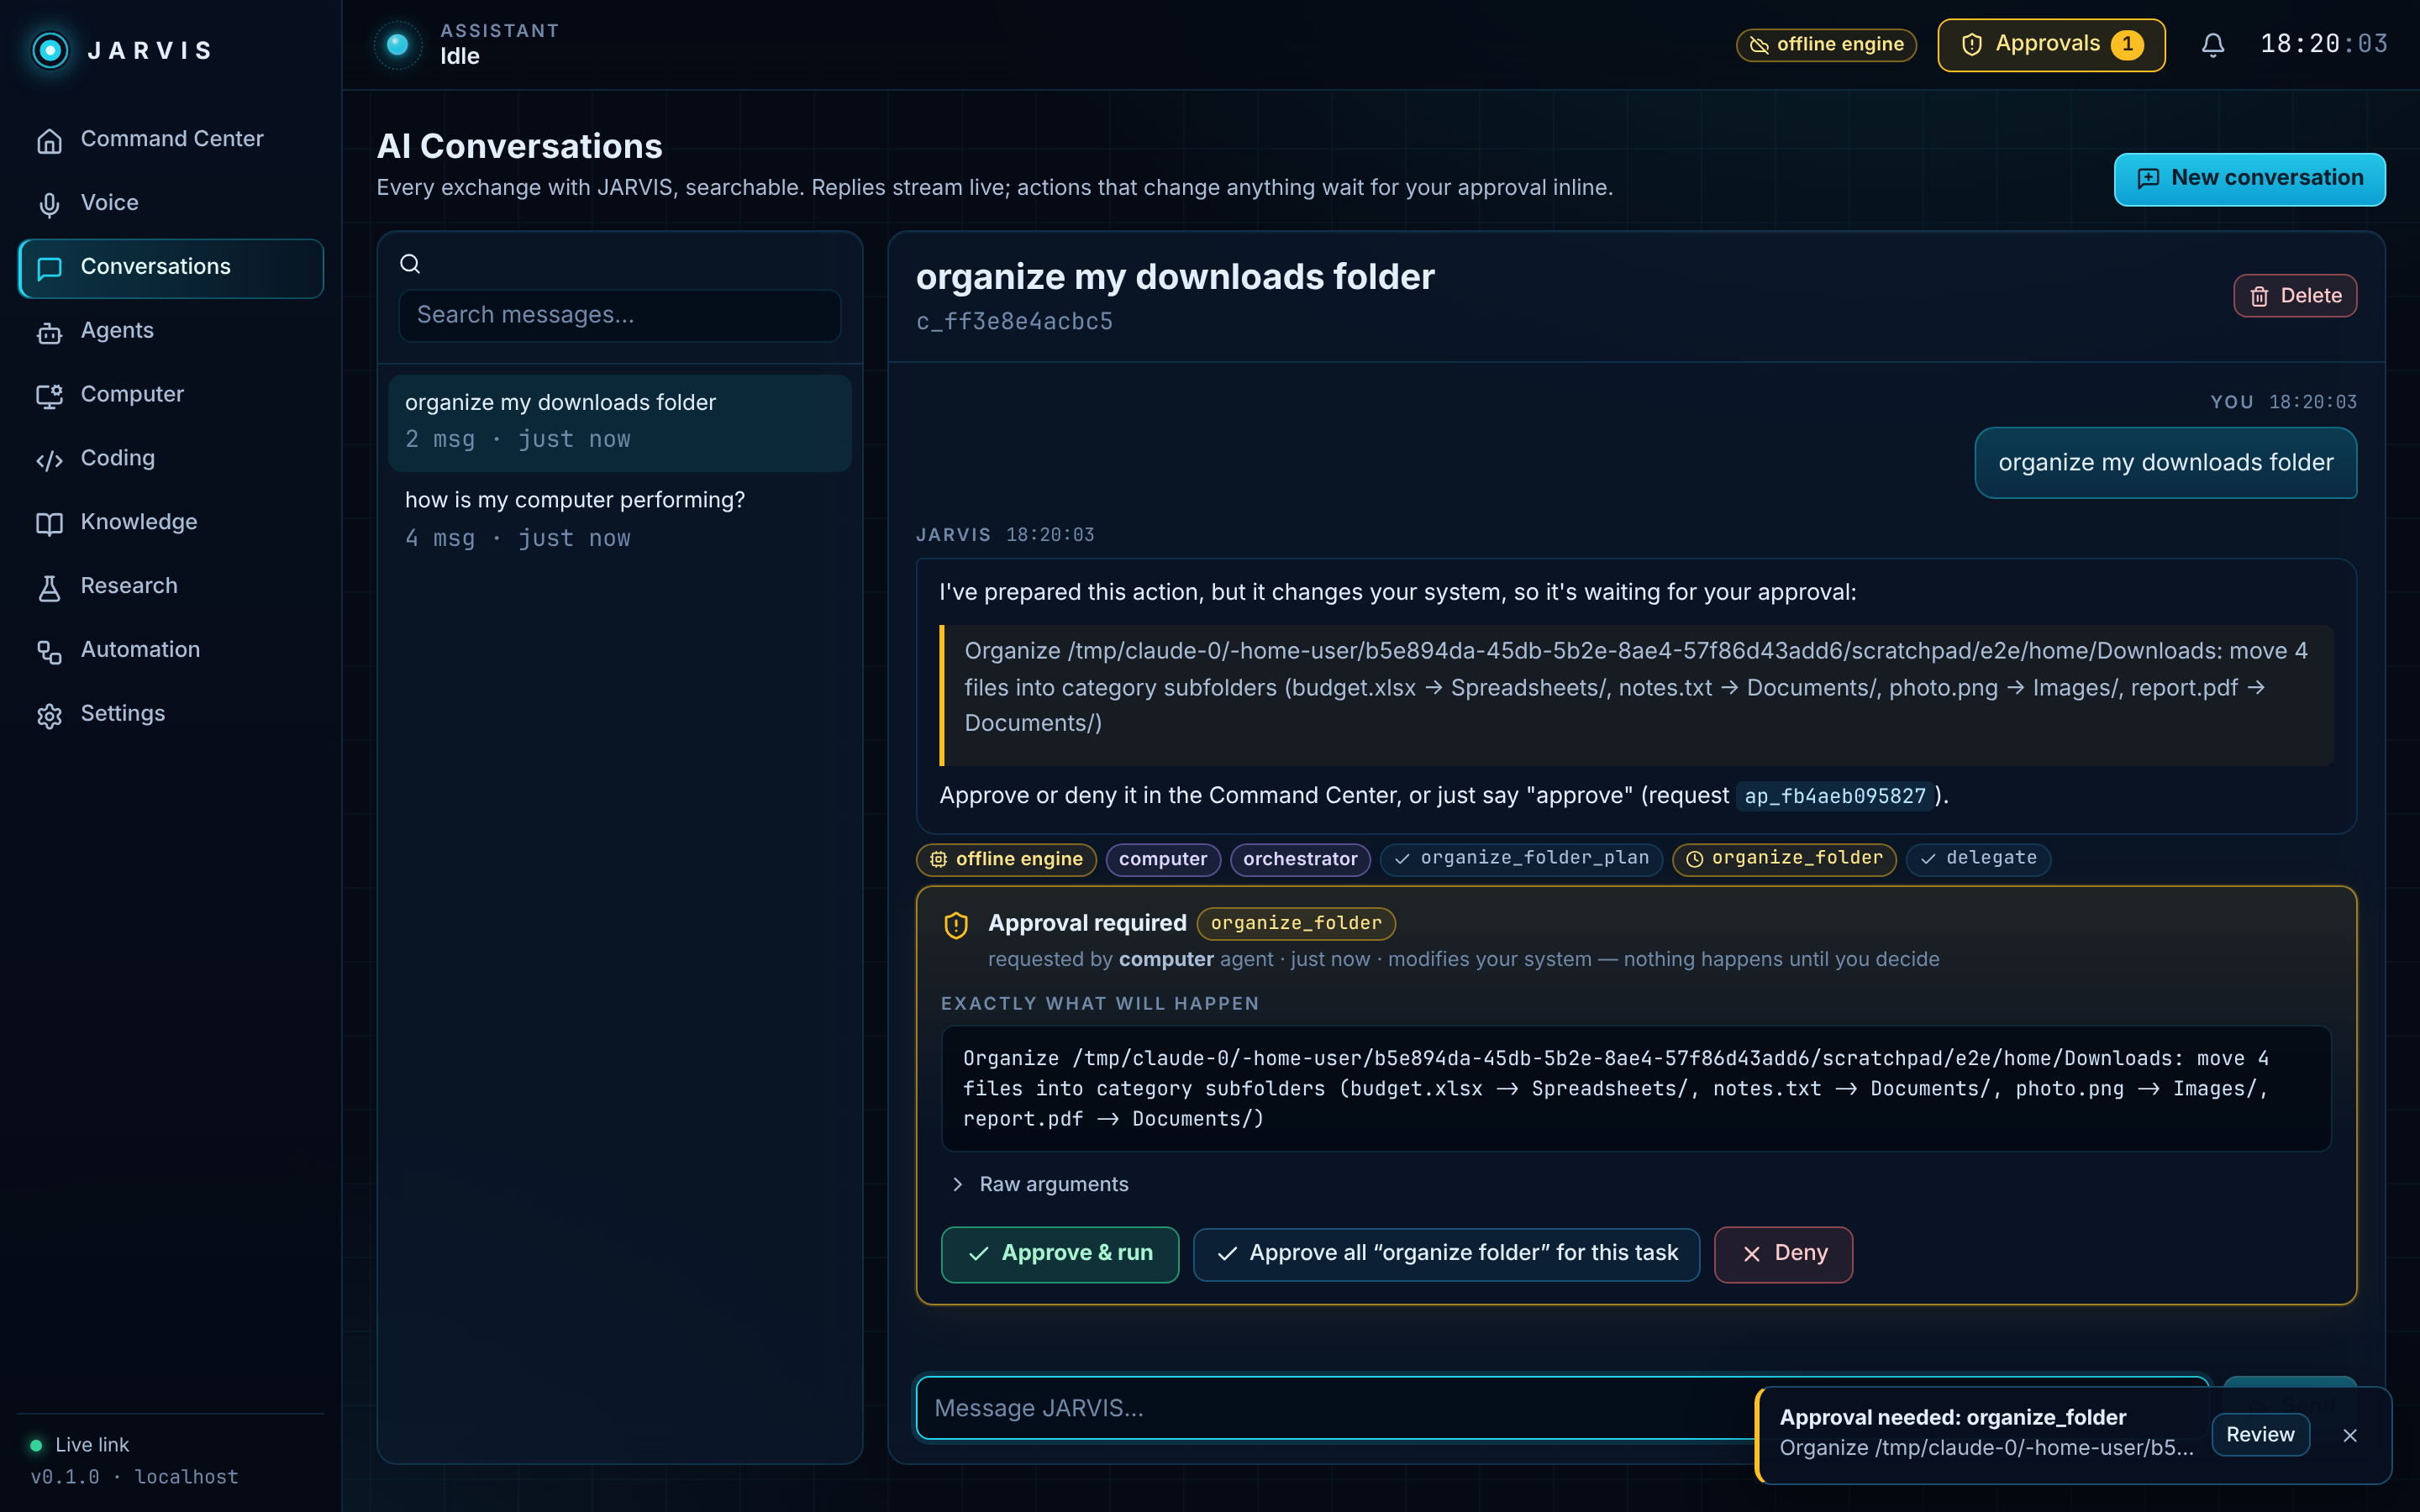 JARVIS
ASSISTANT
Idle
offline engine
Approvals 1
18:20:03
Command Center
Voice
Conversations
Agents
Computer
Coding
Knowledge
Research
Automation
Settings
Live link
v0.1.0 · localhost
AI Conversations
Every exchange with JARVIS, searchable. Replies stream live; actions that change anything wait for your approval inline.
New conversation
Search messages...
organize my downloads folder
2 msg · just now
how is my computer performing?
4 msg · just now
organize my downloads folder
c_ff3e8e4acbc5
Delete
YOU 18:20:03
organize my downloads folder
JARVIS 18:20:03
I've prepared this action, but it changes your system, so it's waiting for your approval:
Organize /tmp/claude-0/-home-user/b5e894da-45db-5b2e-8ae4-57f86d43add6/scratchpad/e2e/home/Downloads: move 4
files into category subfolders (budget.xlsx → Spreadsheets/, notes.txt → Documents/, photo.png → Images/, report.pdf →
Documents/)
Approve or deny it in the Command Center, or just say "approve" (request ap_fb4aeb095827 ).
offline engine computer orchestrator organize_folder_plan organize_folder delegate
Approval required organize_folder
requested by computer agent · just now · modifies your system — nothing happens until you decide
EXACTLY WHAT WILL HAPPEN
Organize /tmp/claude-0/-home-user/b5e894da-45db-5b2e-8ae4-57f86d43add6/scratchpad/e2e/home/Downloads: move 4
files into category subfolders (budget.xlsx → Spreadsheets/, notes.txt → Documents/, photo.png → Images/,
report.pdf → Documents/)
Raw arguments
Approve & run
Approve all “organize folder” for this task
Deny
Message JARVIS...
Approval needed: organize_folder
Organize /tmp/claude-0/-home-user/b5...
Review